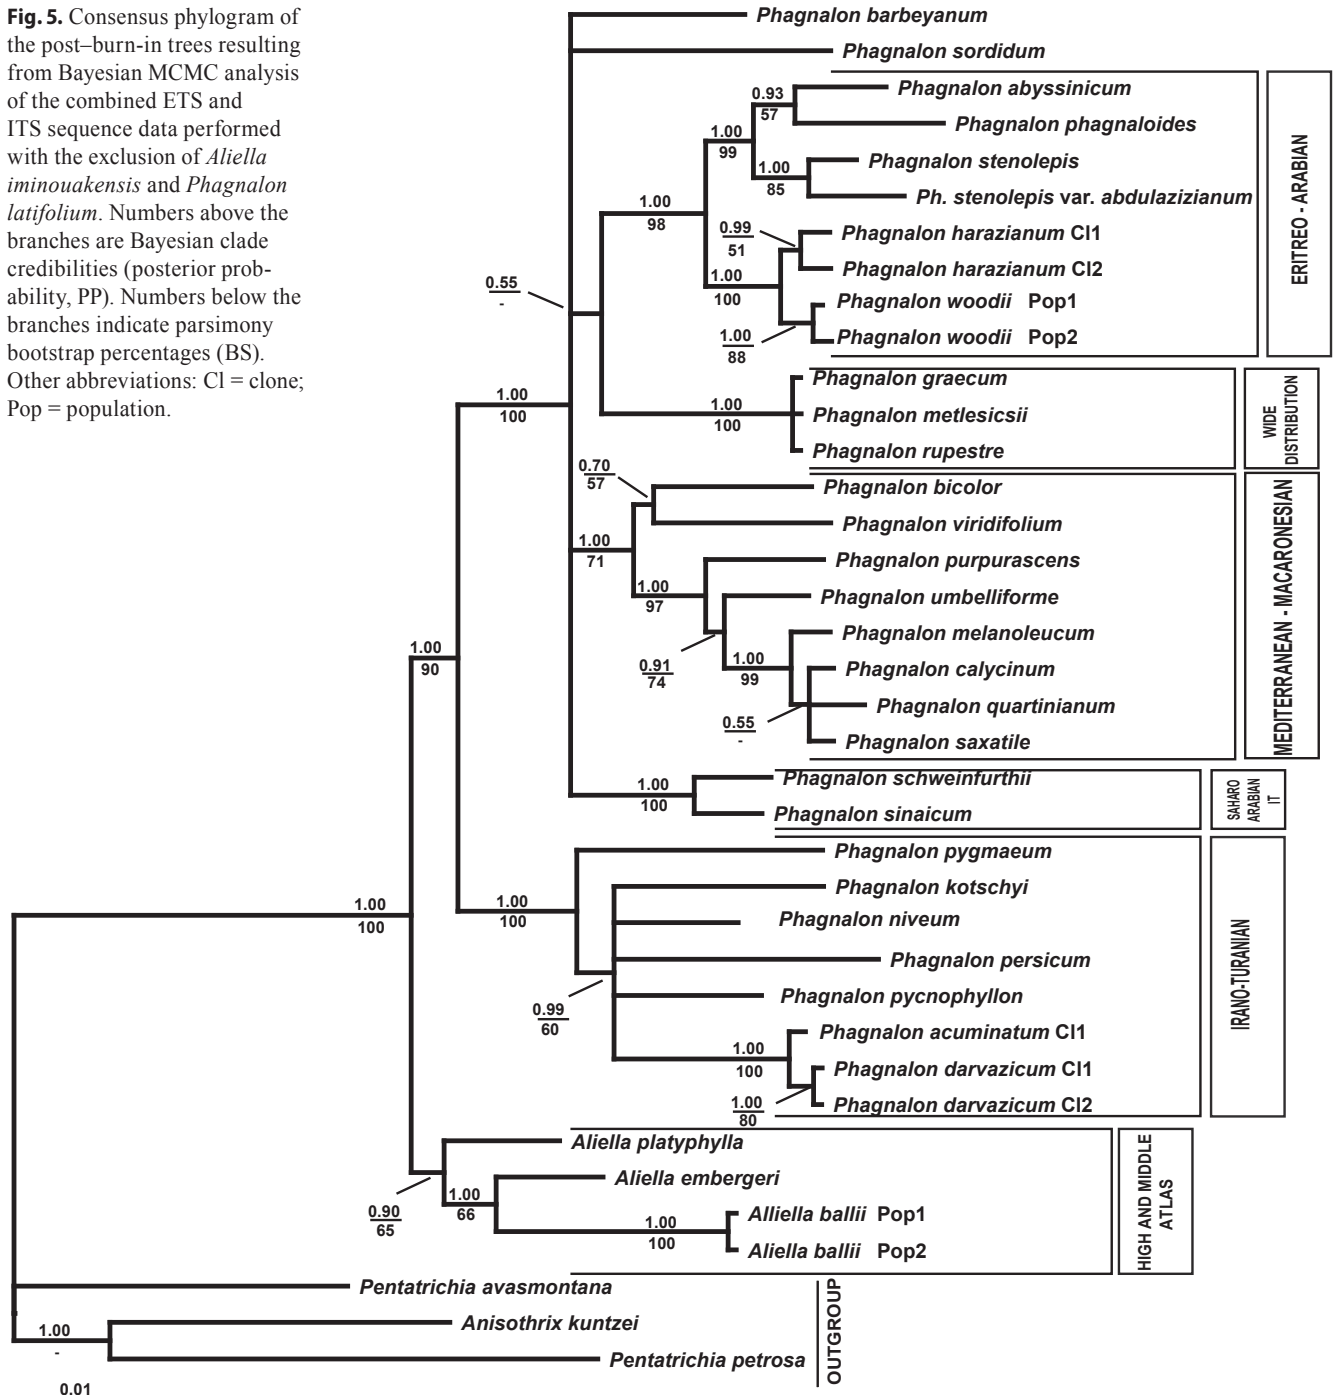 Fig. 5. Consensus phylogram of
the post–burn-in trees resulting
from Bayesian MCMC analysis
of the combined ETS and
ITS sequence data performed
with the exclusion of Aliella
iminouakensis and Phagnalon
latifolium. Numbers above the
branches are Bayesian clade
credibilities (posterior prob-
ability, PP). Numbers below the
branches indicate parsimony
bootstrap percentages (BS).
Other abbreviations: Cl = clone;
Pop = population.
Phagnalon barbeyanum
Phagnalon sordidum
0.93
57
Phagnalon abyssinicum
Phagnalon phagnaloides
1.00
99
1.00
85
Phagnalon stenolepis
Ph. stenolepis var. abdulazizianum
1.00
98
0.99
51
Phagnalon harazianum Cl1
Phagnalon harazianum Cl2
1.00
100
Phagnalon woodii Pop1
Phagnalon woodii Pop2
1.00
88
ERITREO - ARABIAN
0.55
-
1.00
100
Phagnalon graecum
Phagnalon metlesicsii
Phagnalon rupestre
WIDE
DISTRIBUTION
1.00
100
0.70
57
Phagnalon bicolor
Phagnalon viridifolium
1.00
71
Phagnalon purpurascens
1.00
97
Phagnalon umbelliforme
Phagnalon melanoleucum
0.91
74
1.00
99
Phagnalon calycinum
Phagnalon quartinianum
0.55
-
Phagnalon saxatile
MEDITERRANEAN - MACARONESIAN
1.00
90
1.00
100
Phagnalon schweinfurthii
Phagnalon sinaicum
SAHARO
ARABIAN
IT
Phagnalon pygmaeum
1.00
100
1.00
100
Phagnalon kotschyi
Phagnalon niveum
Phagnalon persicum
Phagnalon pycnophyllon
0.99
60
Phagnalon acuminatum Cl1
1.00
100
Phagnalon darvazicum Cl1
Phagnalon darvazicum Cl2
1.00
80
IRANO-TURANIAN
Aliella platyphylla
Aliella embergeri
0.90
65
1.00
66
Alliella ballii Pop1
1.00
100
Aliella ballii Pop2
HIGH AND MIDDLE
ATLAS
Pentatrichia avasmontana
Anisothrix kuntzei
1.00
-
Pentatrichia petrosa
OUTGROUP
0.01